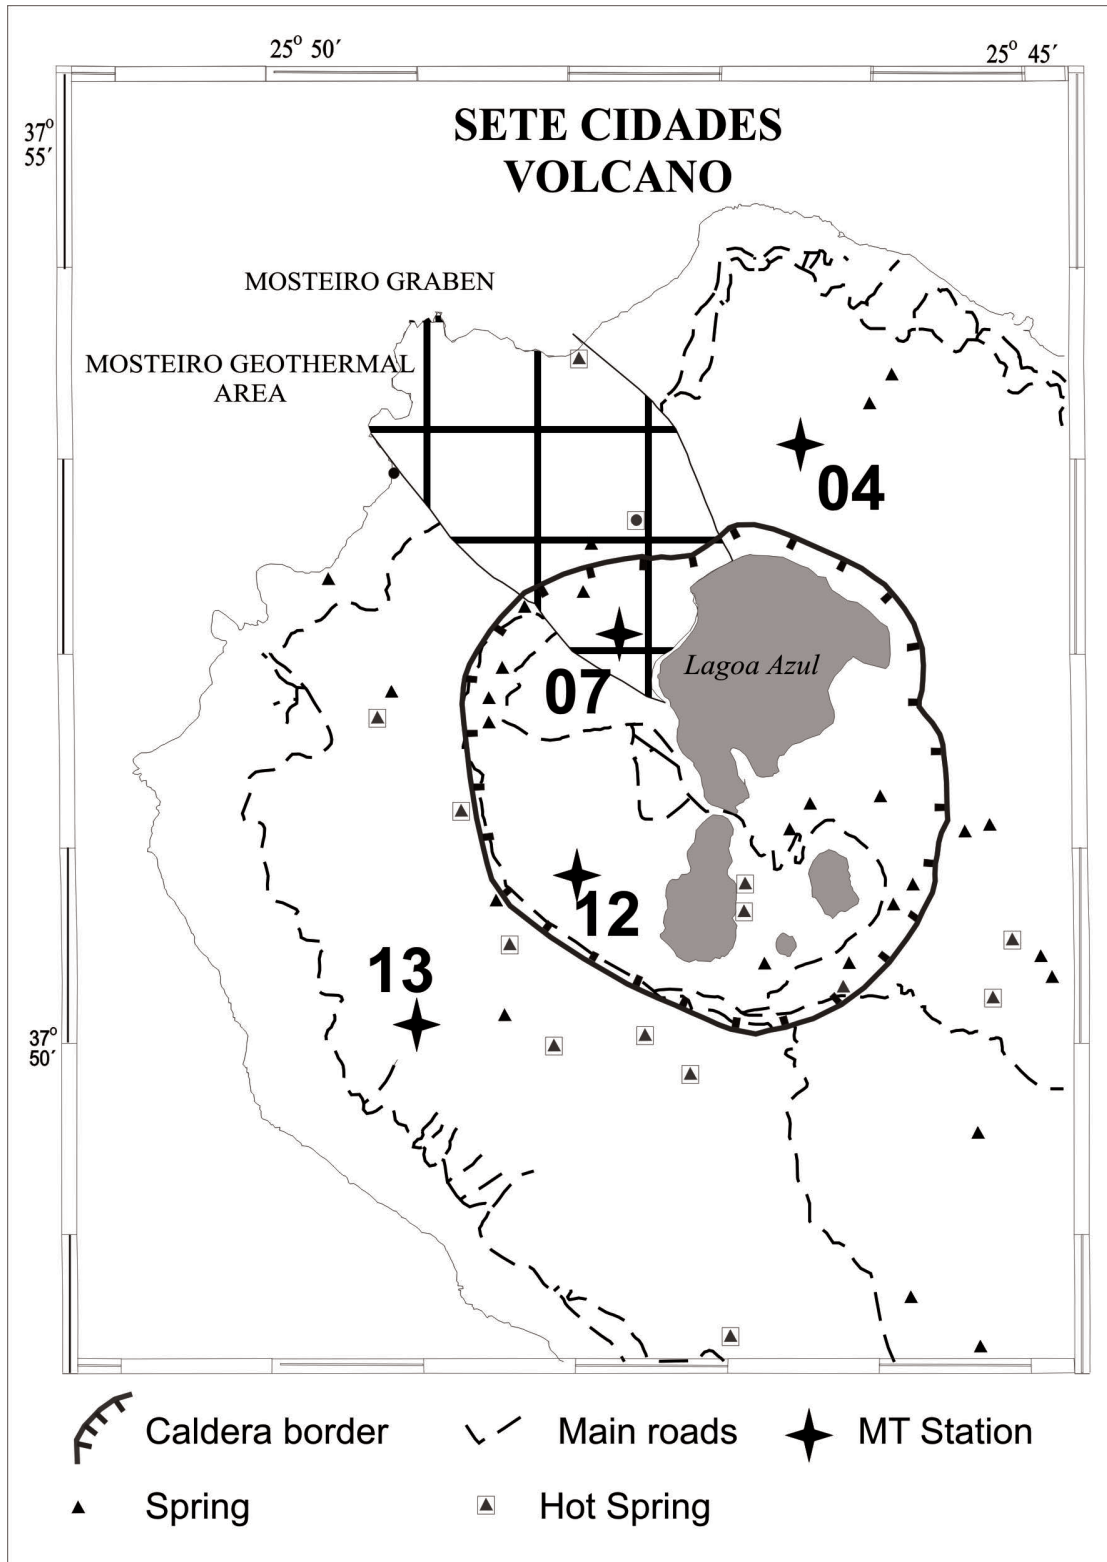 25° 50´
25° 45´
37°
55´
SETE CIDADES
VOLCANO
MOSTEIRO GRABEN
MOSTEIRO GEOTHERMAL
AREA
04
Lagoa Azul
07
12
13
37°
50´
Caldera border
Main roads
MT Station
Spring
Hot Spring